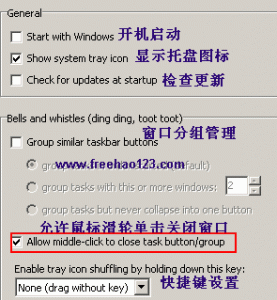 General
Start with Windows 开机启动
Show system tray icon 显示托盘图标
Check for updates at startup 检查更新
Bells and whistles (ding ding, toot toot)
窗口分组管理
Group similar taskbar buttons
www.freehao123.com
group tasks with this or more windows: 2
group tasks but never collapse into one button
允许鼠标滑轮单击关闭窗口
Allow middle-click to close task button/group
Enable tray icon shuffling by holding down this key:
None (drag without key) 快捷键设置